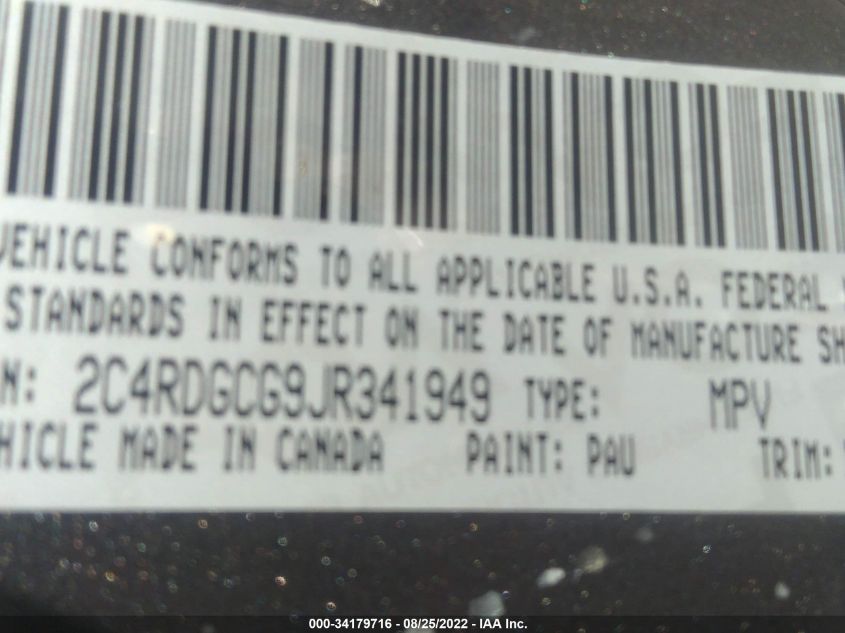 VEHICLE CONFORMS TO ALL APPLICABLE U.S.A. FEDERAL
STANDARDS IN EFFECT ON THE DATE OF MANUFACTURE SH
N: 2C4RDGCG9JR341949 TYPE: MPV
HICLE MADE IN CANADA PAINT: PAU TRIM:
000-34179716 - 08/25/2022 - IAA Inc.